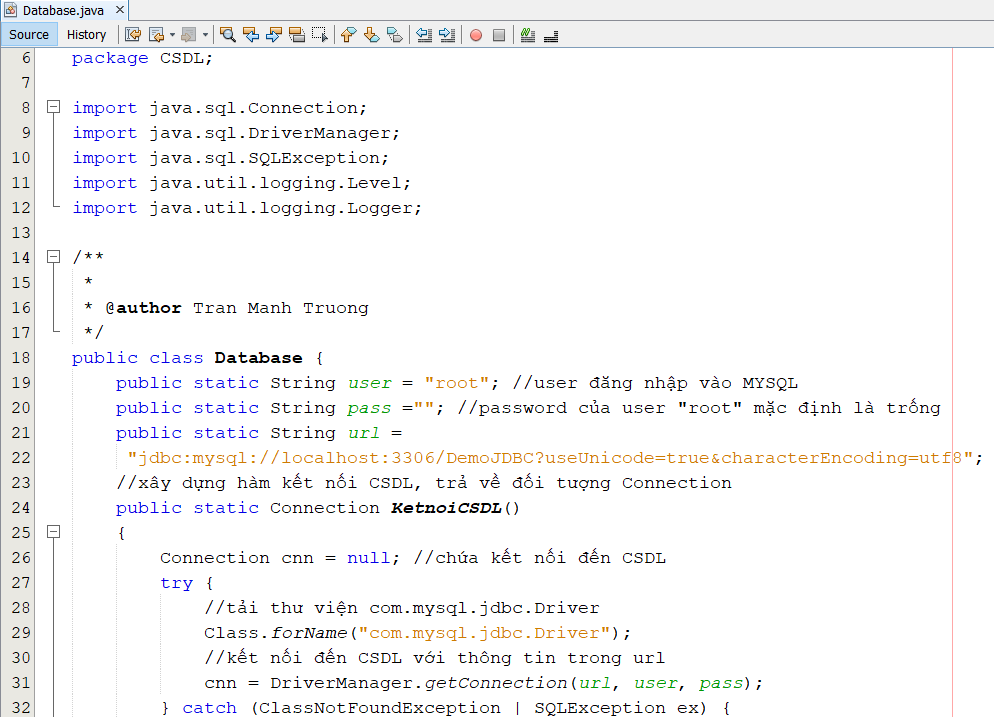 Database.java ×
Source History
6 package CSDL;
7
8 import java.sql.Connection;
9 import java.sql.DriverManager;
10 import java.sql.SQLException;
11 import java.util.logging.Level;
12 import java.util.logging.Logger;
13
14 /**
15 *
16 * @author Tran Manh Truong
17 */
18 public class Database {
19 public static String user = "root"; //user đăng nhập vào MYSQL
20 public static String pass =""; //password của user "root" mặc định là trống
21 public static String url =
22 "jdbc:mysql://localhost:3306/DemoJDBC?useUnicode=true&characterEncoding=utf8";
23 //xây dựng hàm kết nối CSDL, trả về đối tượng Connection
24 public static Connection KetnoiCSDL()
25 {
26 Connection cnn = null; //chứa kết nối đến CSDL
27 try {
28 //tải thư viện com.mysql.jdbc.Driver
29 Class.forName("com.mysql.jdbc.Driver");
30 //kết nối đến CSDL với thông tin trong url
31 cnn = DriverManager.getConnection(url, user, pass);
32 } catch (ClassNotFoundException | SQLException ex) {